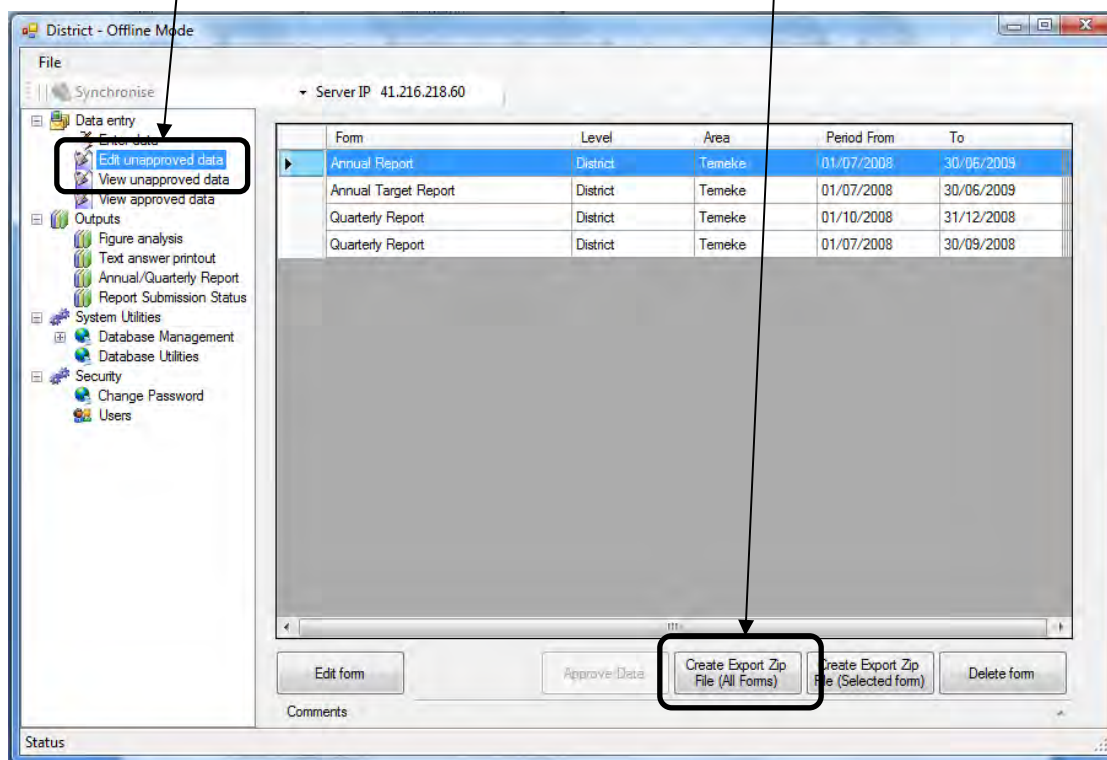 District - Offline Mode
File
Synchronise Server IP 41.216.218.60
Data entry
Enter data
Edit unapproved data
View unapproved data
View approved data
Outputs
Figure analysis
Text answer printout
Annual/Quarterly Report
Report Submission Status
System Utilities
Database Management
Database Utilities
Security
Change Password
Users
Form Level Area Period From To
Annual Report District Temeke 01/07/2008 30/06/2009
Annual Target Report District Temeke 01/07/2008 30/06/2009
Quarterly Report District Temeke 01/10/2008 31/12/2008
Quarterly Report District Temeke 01/07/2008 30/09/2008
Edit form
Approve Data
Create Export Zip
File (All Forms)
Create Export Zip
File (Selected form)
Delete form
Comments
Status